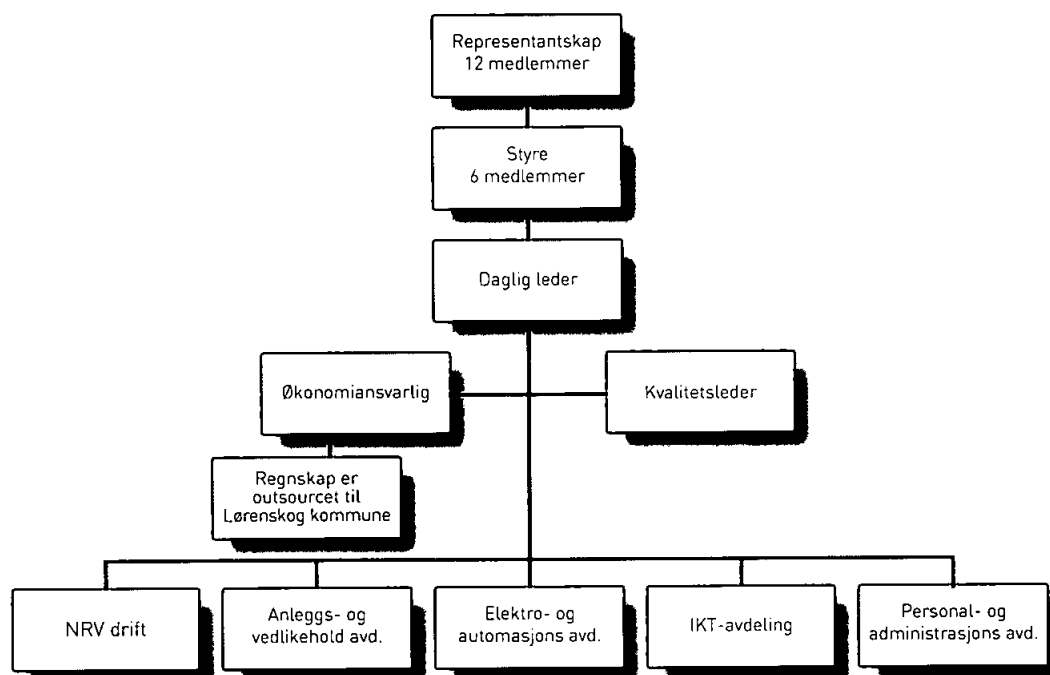 Representantskap
12 medlemmer
Styre
6 medlemmer
Daglig leder
Økonomiansvarlig
Kvalitetsleder
Regnskap er
outsourcet til
Lørenskog kommune
NRV drift
Anleggs- og
vedlikehold avd.
Elektro- og
automasjons avd.
IKT-avdeling
Personal- og
administrasjons avd.